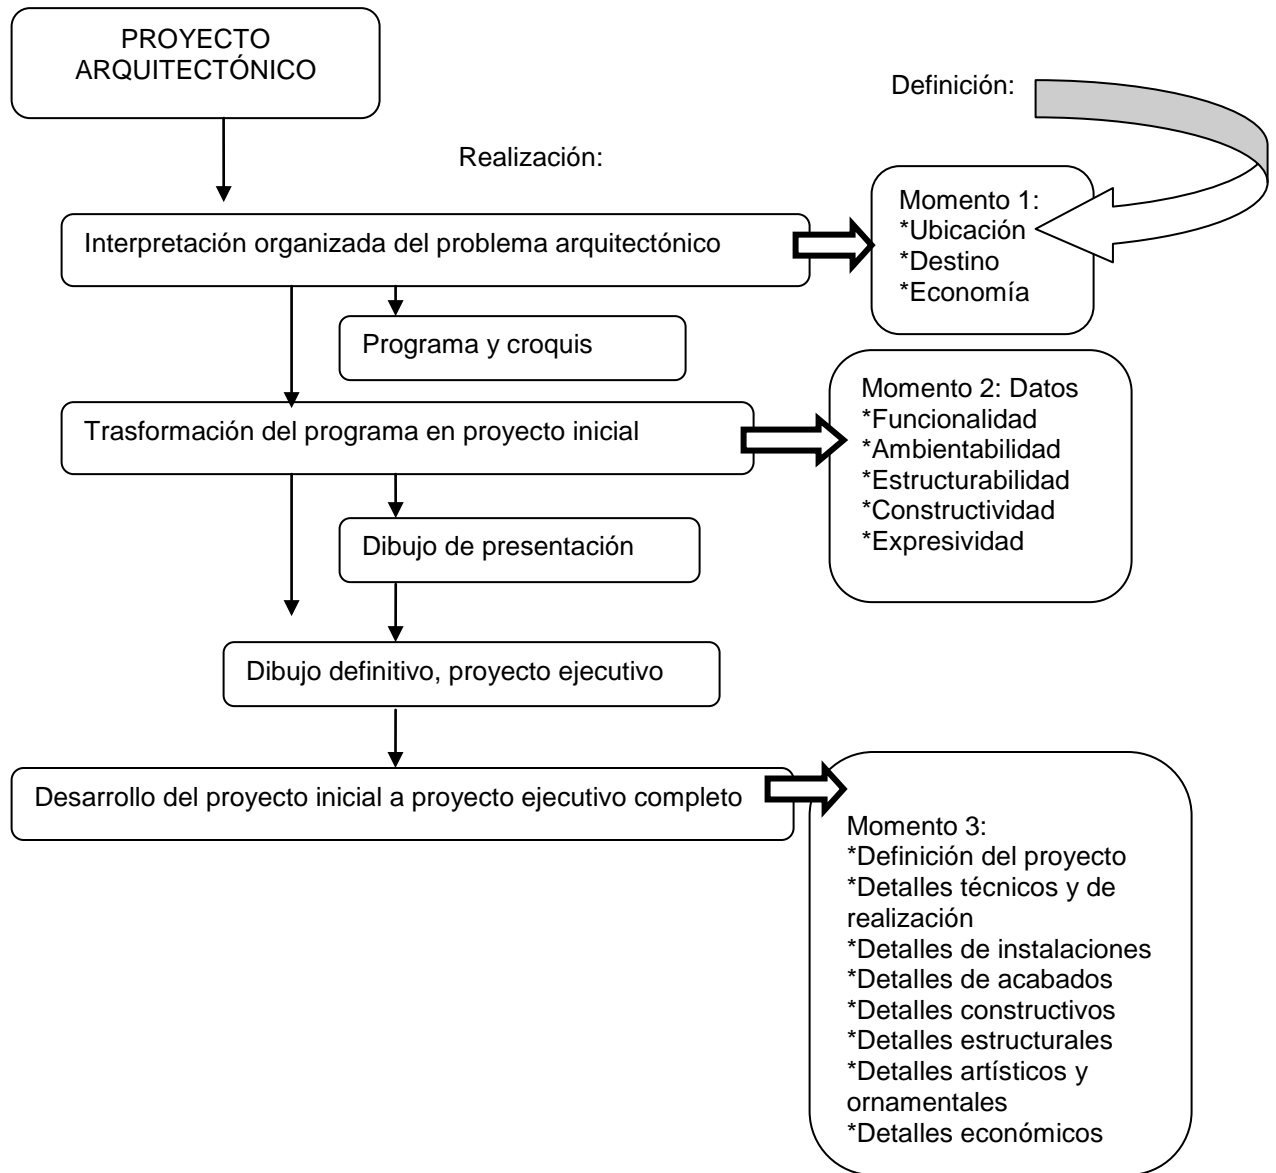 PROYECTO
ARQUITECTÓNICO
Definición:
Realización:
Interpretación organizada del problema arquitectónico
Momento 1:
*Ubicación
*Destino
*Economía
Programa y croquis
Trasformación del programa en proyecto inicial
Momento 2: Datos
*Funcionalidad
*Ambientabilidad
*Estructurabilidad
*Constructividad
*Expresividad
Dibujo de presentación
Dibujo definitivo, proyecto ejecutivo
Desarrollo del proyecto inicial a proyecto ejecutivo completo
Momento 3:
*Definición del proyecto
*Detalles técnicos y de
realización
*Detalles de instalaciones
*Detalles de acabados
*Detalles constructivos
*Detalles estructurales
*Detalles artísticos y
ornamentales
*Detalles económicos